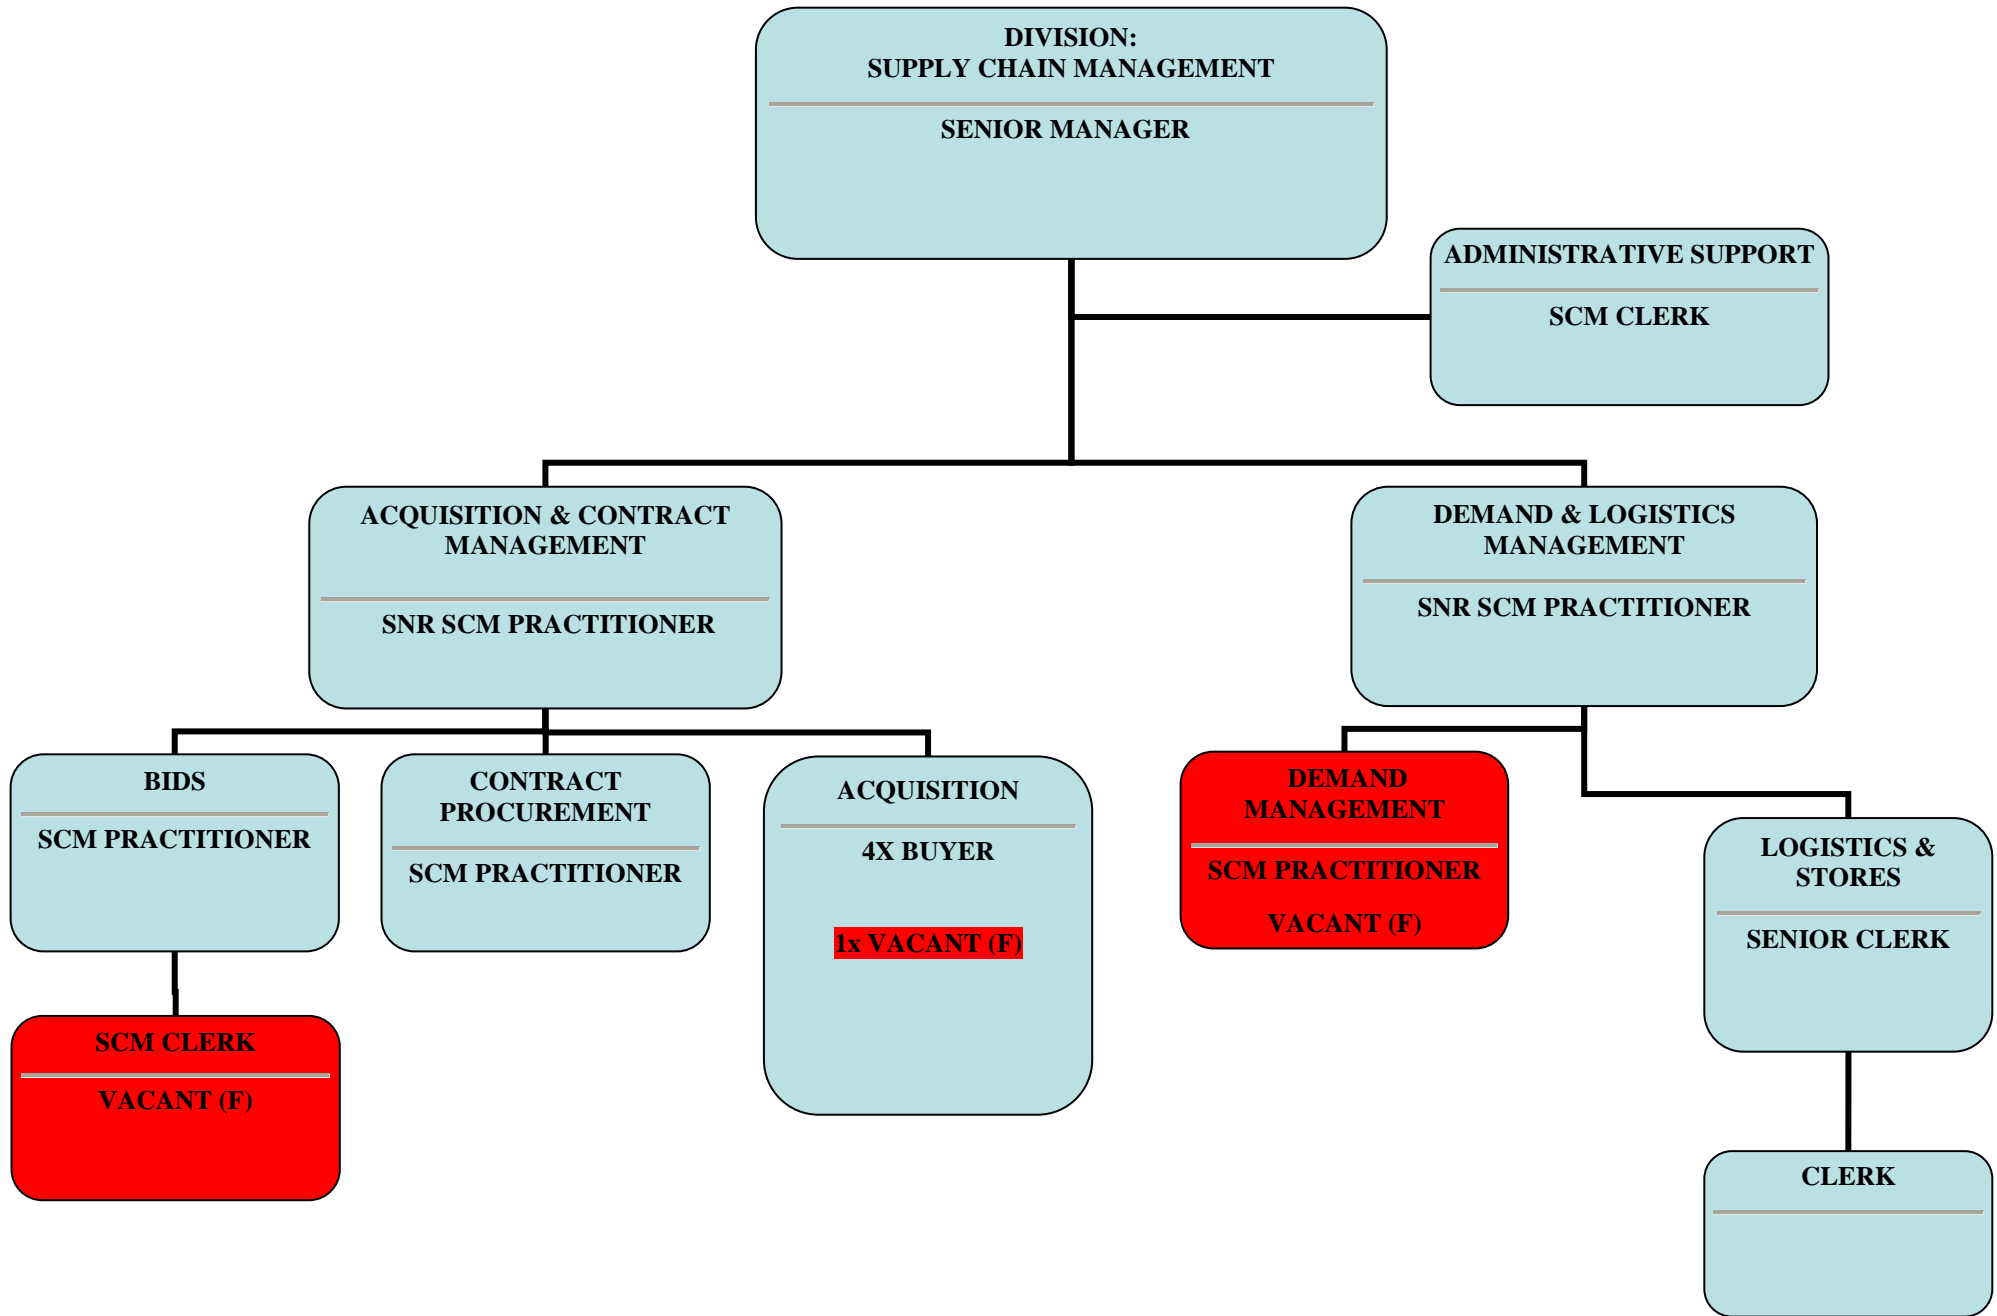 DIVISION:
SUPPLY CHAIN MANAGEMENT
SENIOR MANAGER
ADMINISTRATIVE SUPPORT
SCM CLERK
ACQUISITION & CONTRACT
MANAGEMENT
SNR SCM PRACTITIONER
DEMAND & LOGISTICS
MANAGEMENT
SNR SCM PRACTITIONER
BIDS
SCM PRACTITIONER
CONTRACT
PROCUREMENT
SCM PRACTITIONER
ACQUISITION
4X BUYER
1x VACANT (F)
DEMAND
MANAGEMENT
SCM PRACTITIONER
VACANT (F)
LOGISTICS &
STORES
SENIOR CLERK
SCM CLERK
VACANT (F)
CLERK